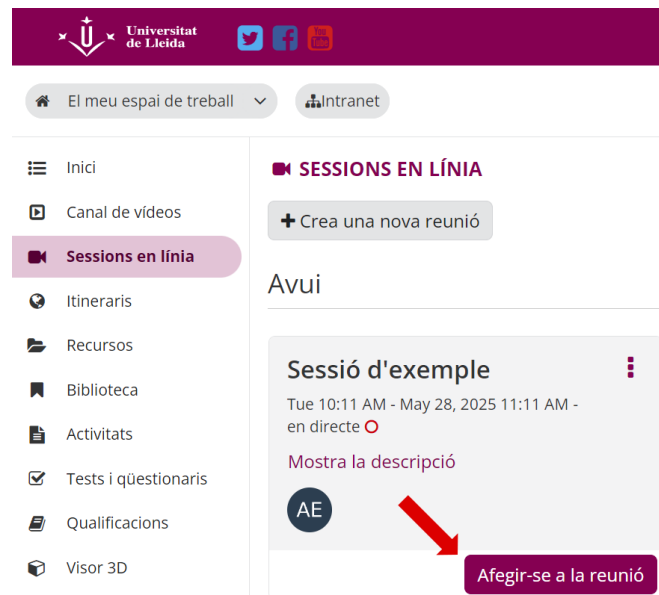 Universitat
de Lleida
You
Tube
El meu espai de treball
Intranet
Inici
Canal de vídeos
Sessions en línia
Itineraris
Recursos
Biblioteca
Activitats
Tests i qüestionaris
Qualificacions
Visor 3D
SESSIONS EN LÍNIA
Crea una nova reunió
Avui
Sessió d'exemple
Tue 10:11 AM - May 28, 2025 11:11 AM -
en directe
Mostra la descripció
AE
Afegir-se a la reunió